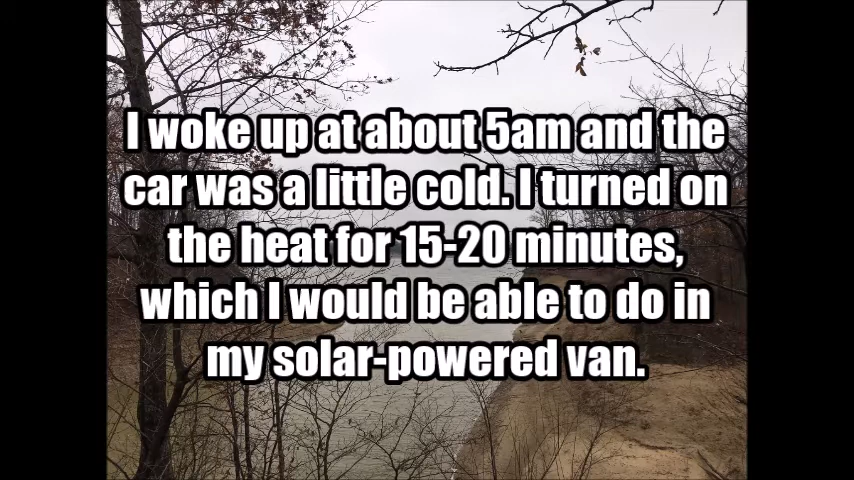 I woke up at about 5am and the
car was a little cold. I turned on
the heat for 15-20 minutes,
which I would be able to do in
my solar-powered van.